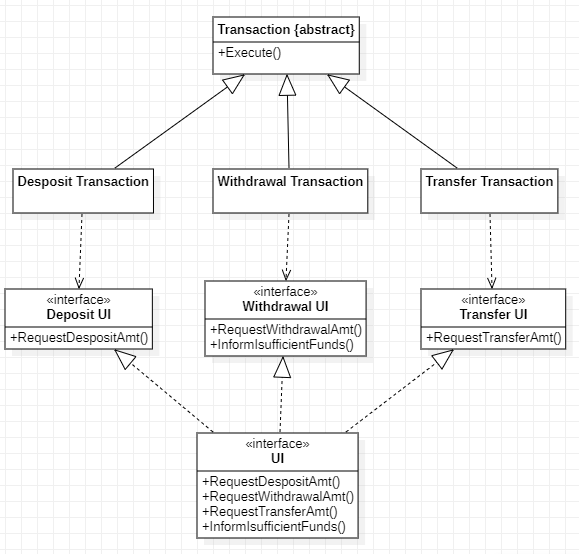 Transaction {abstract}
+Execute()
Desposit Transaction
Withdrawal Transaction
Transfer Transaction
«interface»
Deposit UI
+RequestDespositAmt()
«interface»
Withdrawal UI
+RequestWithdrawalAmt()
+InformIsufficientFunds()
«interface»
Transfer UI
+RequestTransferAmt()
«interface»
UI
+RequestDespositAmt()
+RequestWithdrawalAmt()
+RequestTransferAmt()
+InformIsufficientFunds()